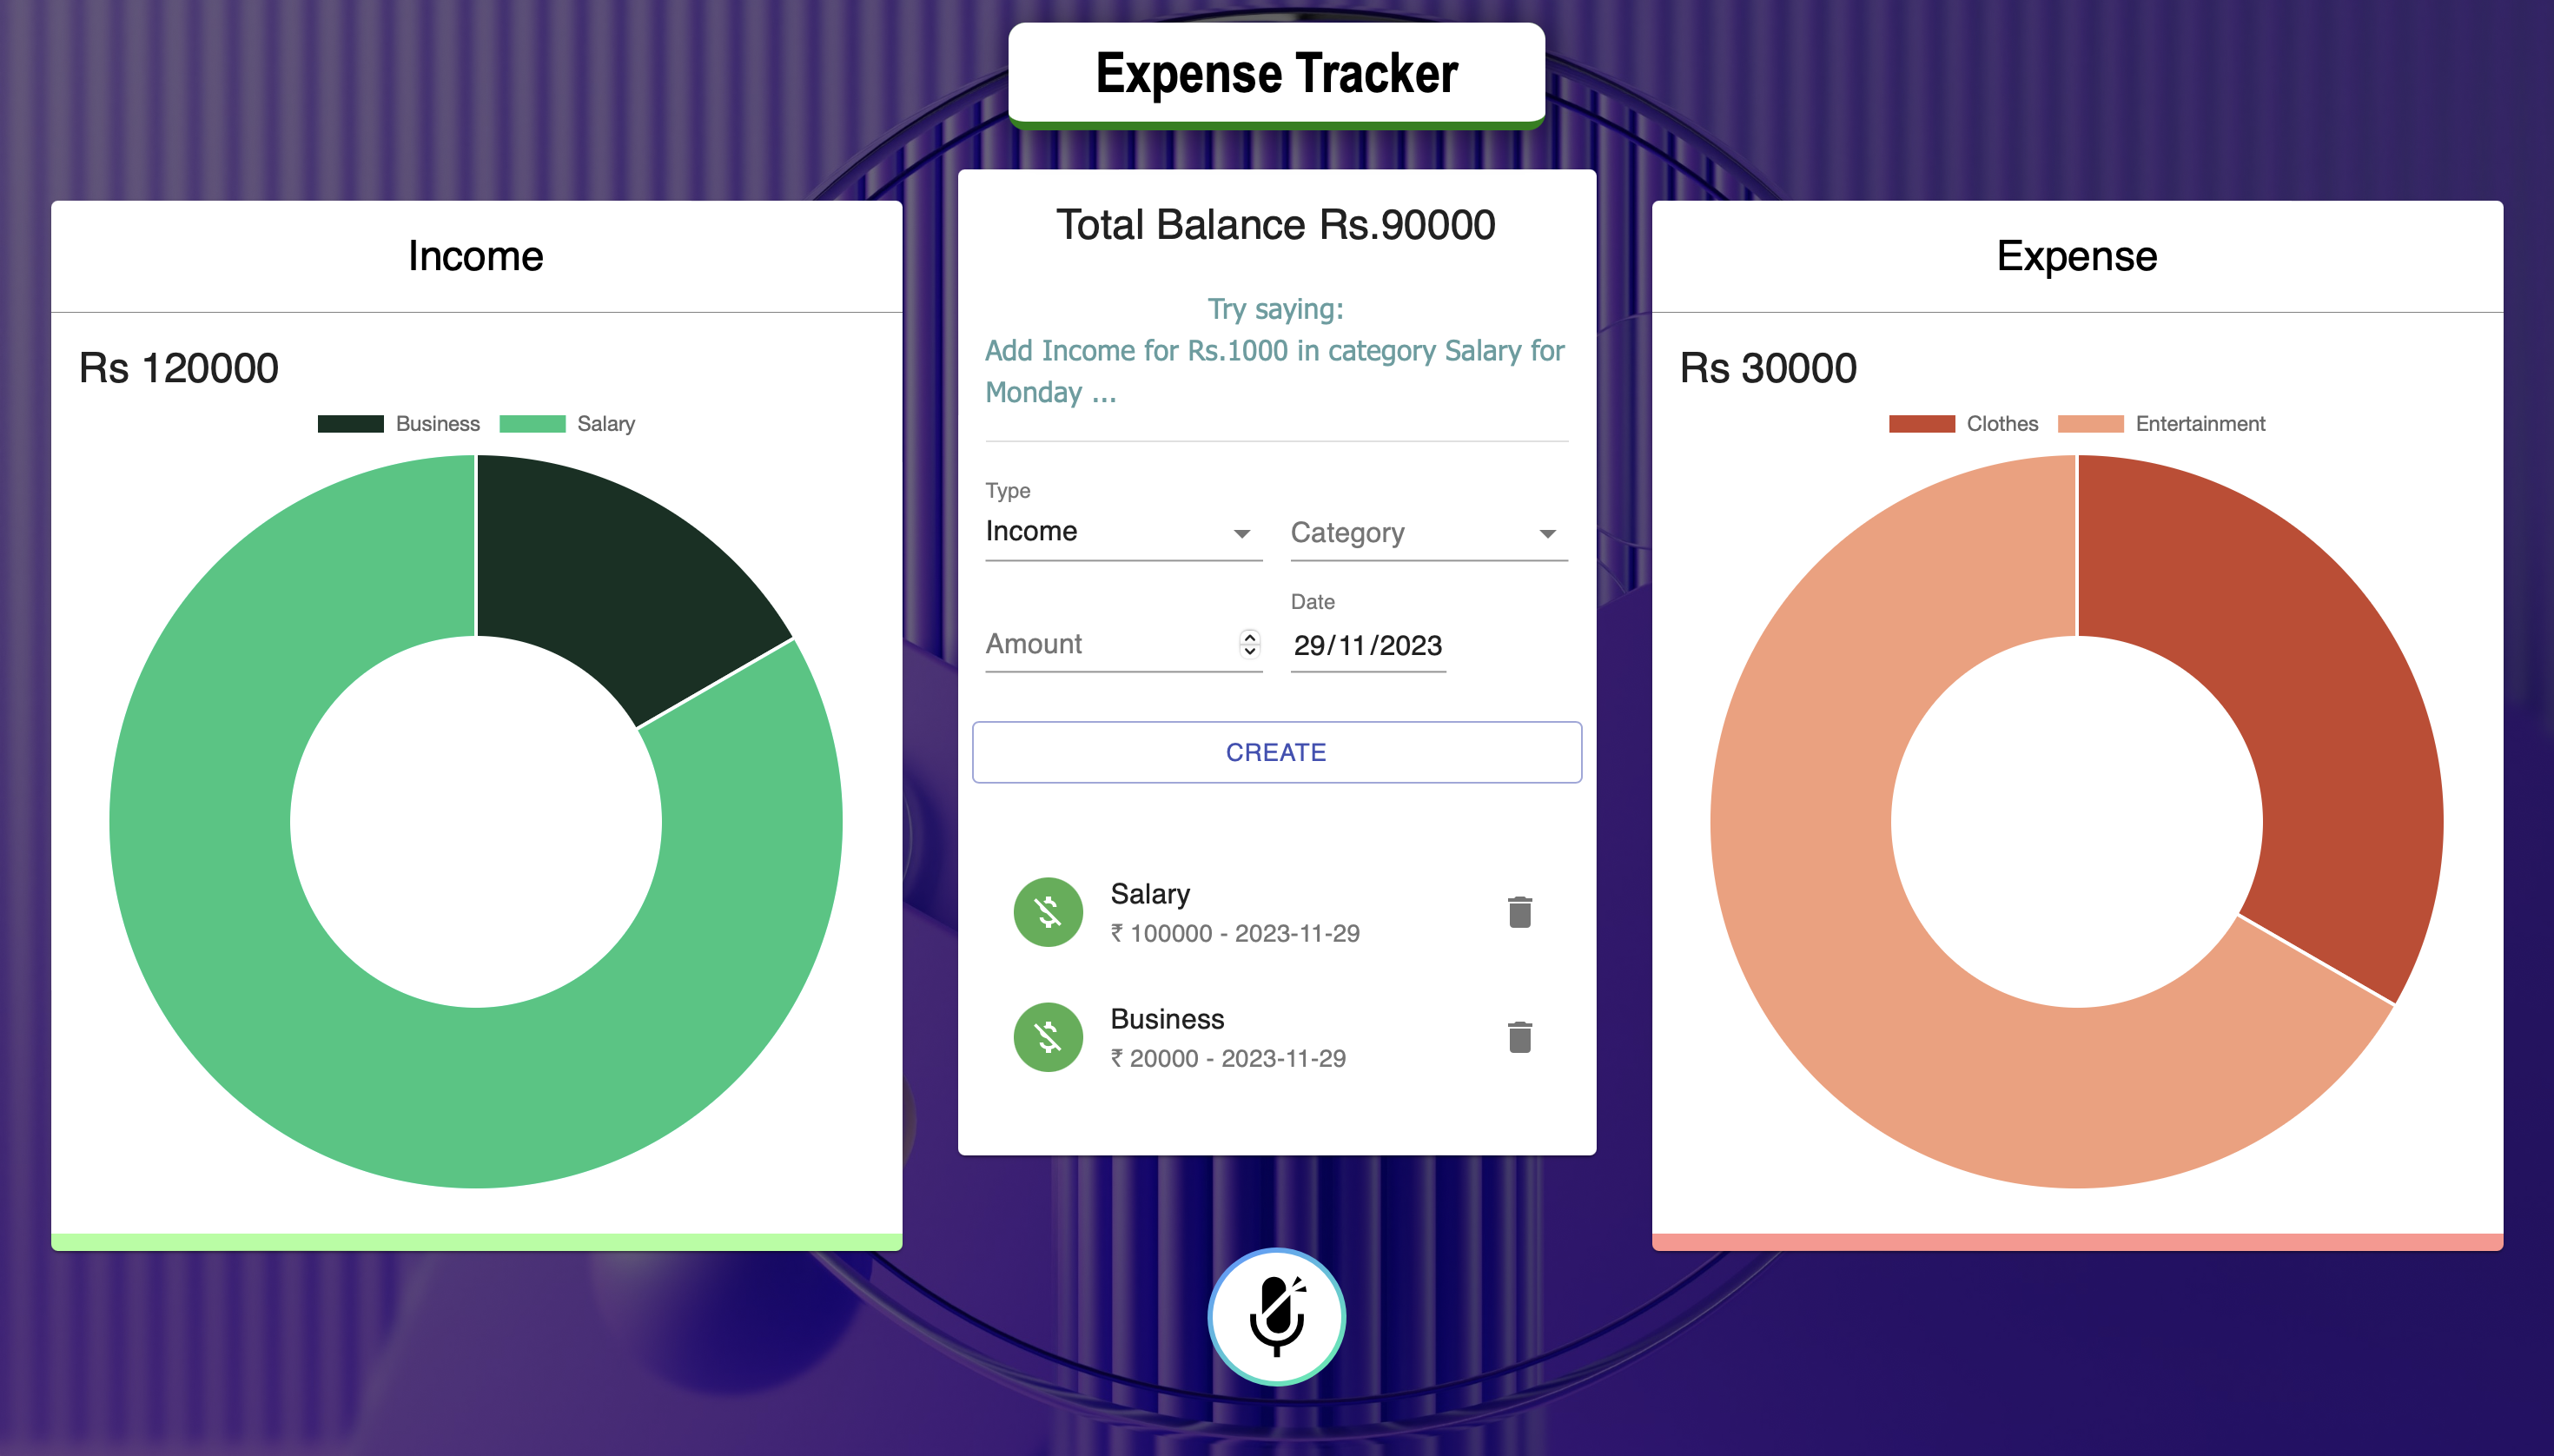 Expense Tracker
Income
Rs 120000
Business Salary
Total Balance Rs.90000
Try saying:
Add Income for Rs.1000 in category Salary for
Monday ...
Type
Income
Category
Amount
Date
29/11/2023
CREATE
Salary
₹ 100000 - 2023-11-29
Business
₹ 20000 - 2023-11-29
Expense
Rs 30000
Clothes Entertainment